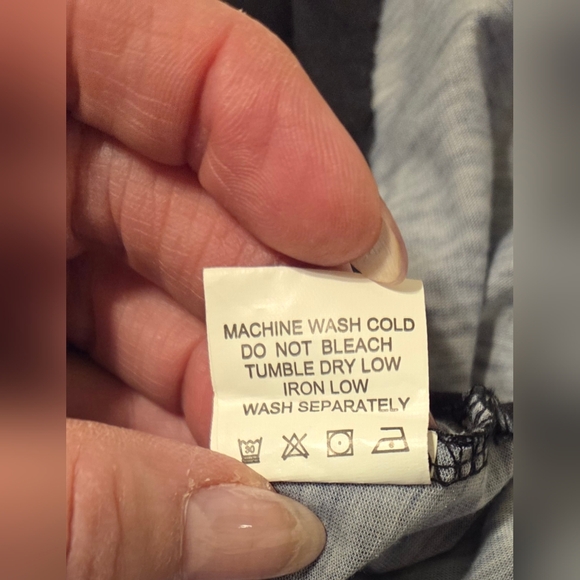 MACHINE WASH COLD
DO NOT BLEACH
TUMBLE DRY LOW
IRON LOW
WASH SEPARATELY
30